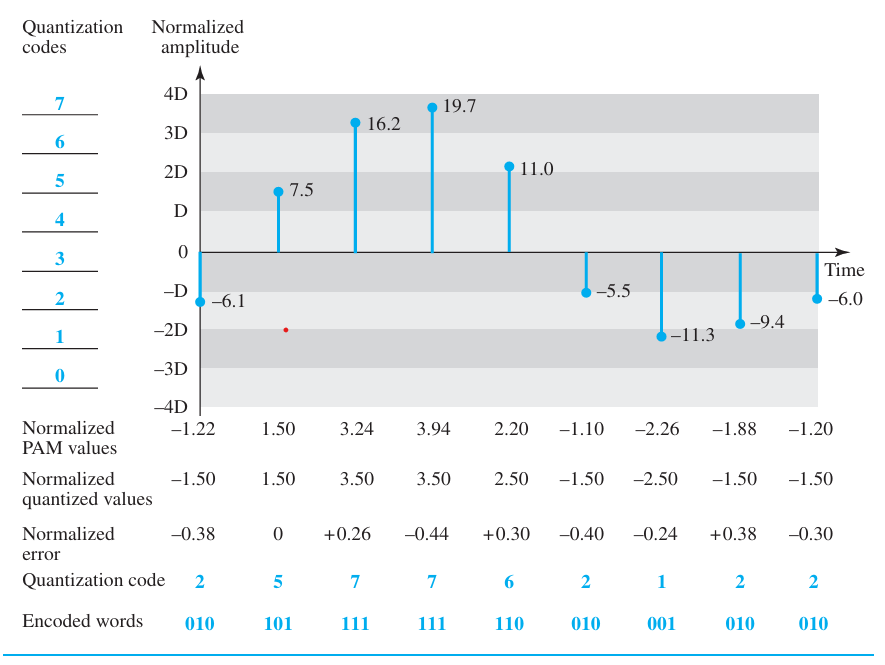 Quantization codes
Normalized amplitude
7
6
5
4
3
2
1
0
4D
3D
2D
D
0
–D
–2D
–3D
–4D
–6.1
7.5
16.2
19.7
11.0
–5.5
–11.3
–9.4
–6.0
Time
Normalized PAM values –1.22 1.50 3.24 3.94 2.20 –1.10 –2.26 –1.88 –1.20
Normalized quantized values –1.50 1.50 3.50 3.50 2.50 –1.50 –2.50 –1.50 –1.50
Normalized error –0.38 0 +0.26 –0.44 +0.30 –0.40 –0.24 +0.38 –0.30
Quantization code 2 5 7 7 6 2 1 2 2
Encoded words 010 101 111 111 110 010 001 010 010